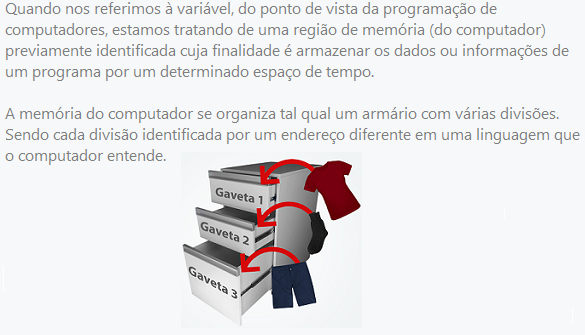 Quando nos referimos à variável, do ponto de vista da programação de
computadores, estamos tratando de uma região de memória (do computador)
previamente identificada cuja finalidade é armazenar os dados ou informações de
um programa por um determinado espaço de tempo.
A memória do computador se organiza tal qual um armário com várias divisões.
Sendo cada divisão identificada por um endereço diferente em uma linguagem que
o computador entende.
Gaveta 1
Gaveta 2
Gaveta 3